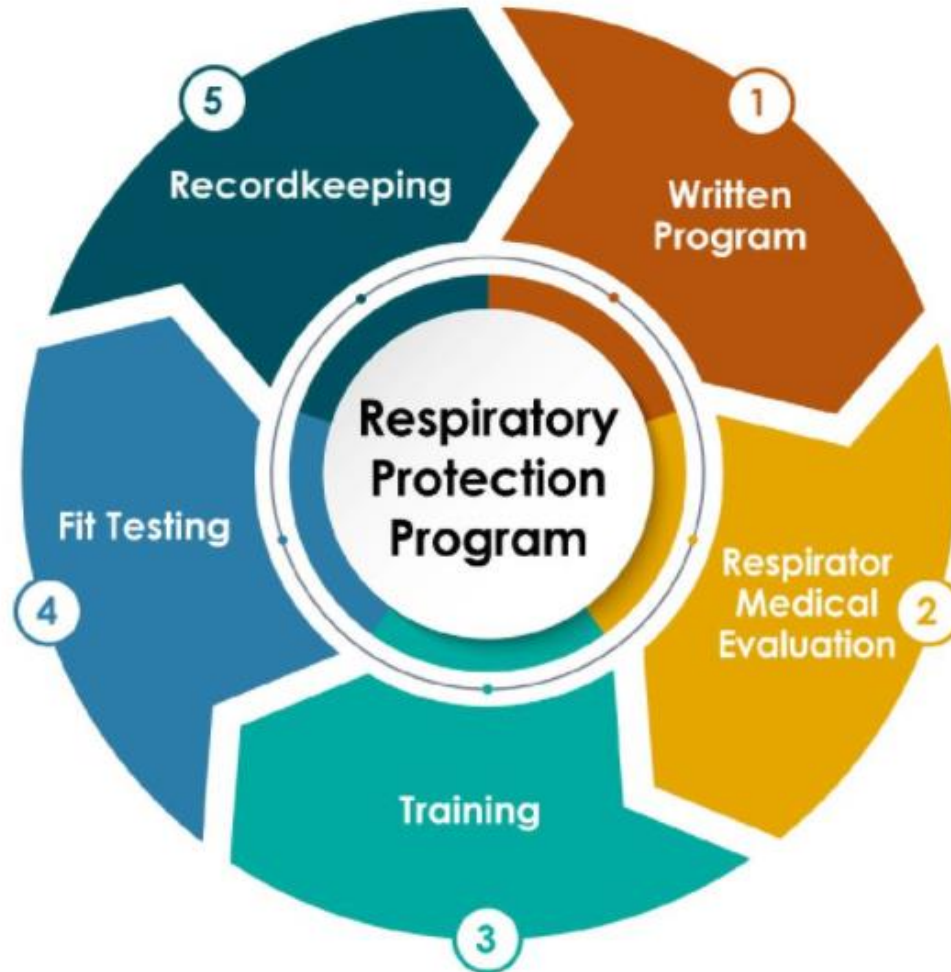 Respiratory
Protection
Program
1
Written
Program
2
Respirator
Medical
Evaluation
3
Training
4
Fit Testing
5
Recordkeeping